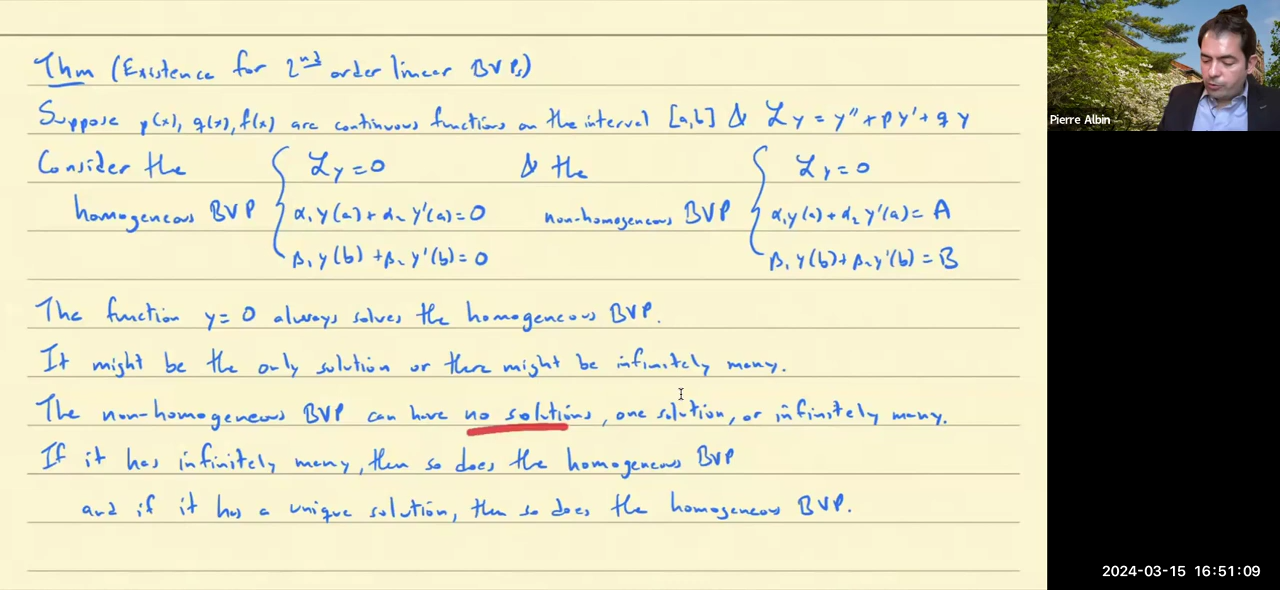 Thm (Existence for 2nd order linear BVPs)
Suppose p(x), q(x), f(x) are continuous functions on the interval [a,b] & ℒy = y'' + py' + qy
Consider the homogeneous BVP { ℒy = 0 & the non-homogeneous BVP { ℒy = 0
α₁y(a) + α₂y'(a) = 0 α₁y(a) + α₂y'(a) = A
β₁y(b) + β₂y'(b) = 0 β₁y(b) + β₂y'(b) = B
The function y = 0 always solves the homogeneous BVP.
It might be the only solution or there might be infinitely many.
The non-homogeneous BVP can have no solutions, one solution, or infinitely many.
If it has infinitely many, then so does the homogeneous BVP
and if it has a unique solution, then so does the homogeneous BVP.
Pierre Albin
2024-03-15 16:51:09